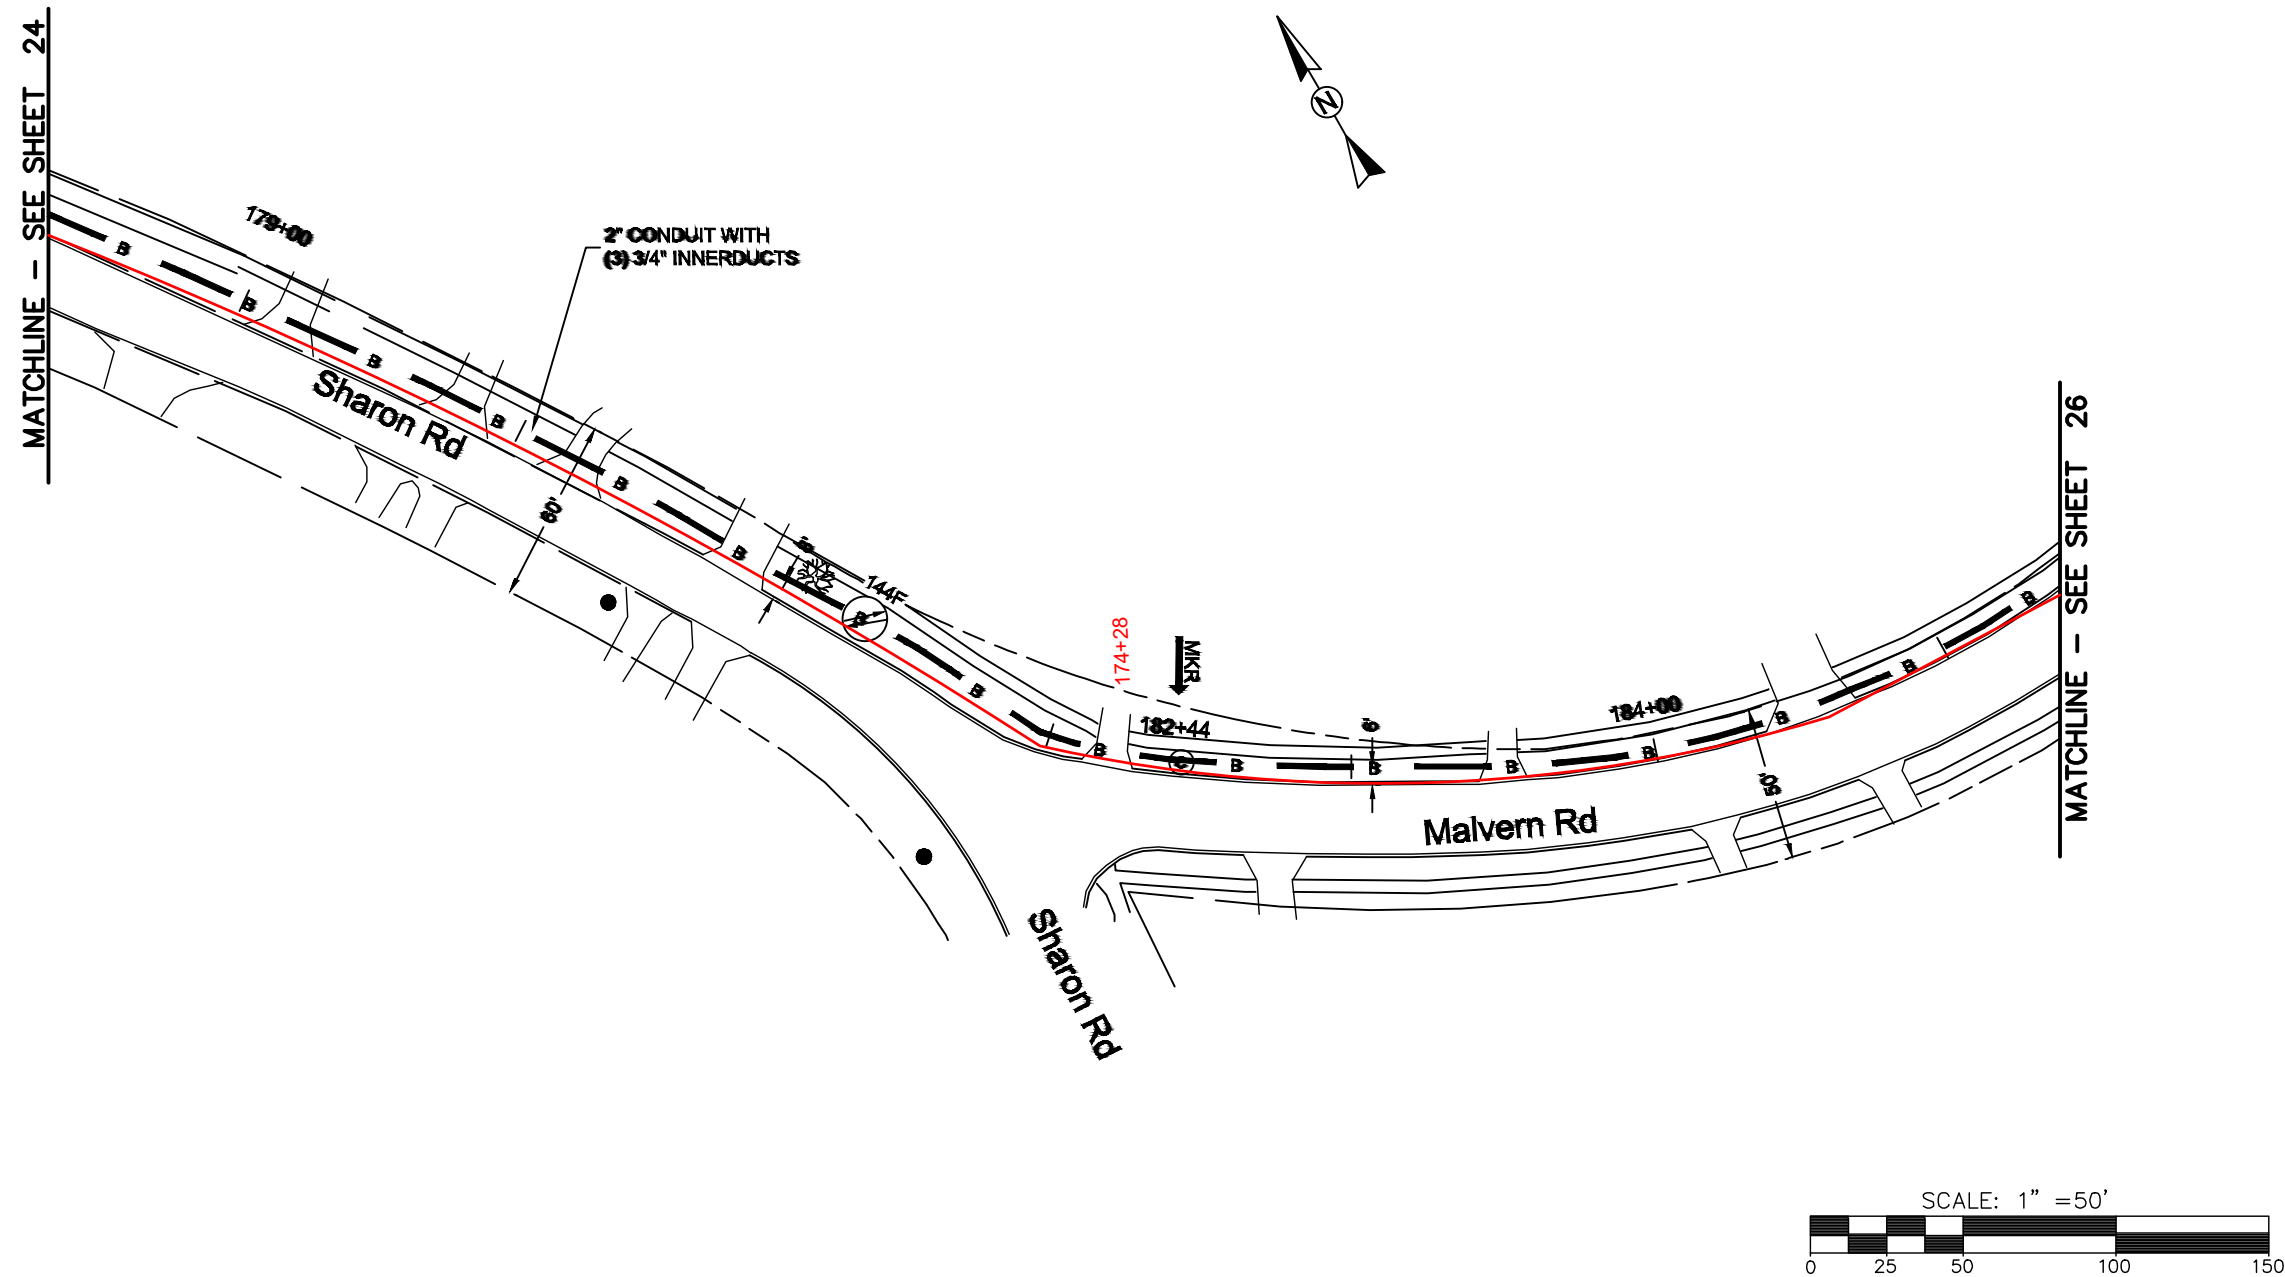 MATCHLINE - SEE SHEET 24
N
179+00
2" CONDUIT WITH
(3) 3/4" INNERDUCTS
B
B
B
B
B
B
Sharon Rd
60'
144F
B
B
174+28
MKR
182+44
C
B
B
6'
B
B
184+00
B
B
B
50'
Malvern Rd
Sharon Rd
MATCHLINE - SEE SHEET 26
SCALE: 1" =50'
0 25 50 100 150